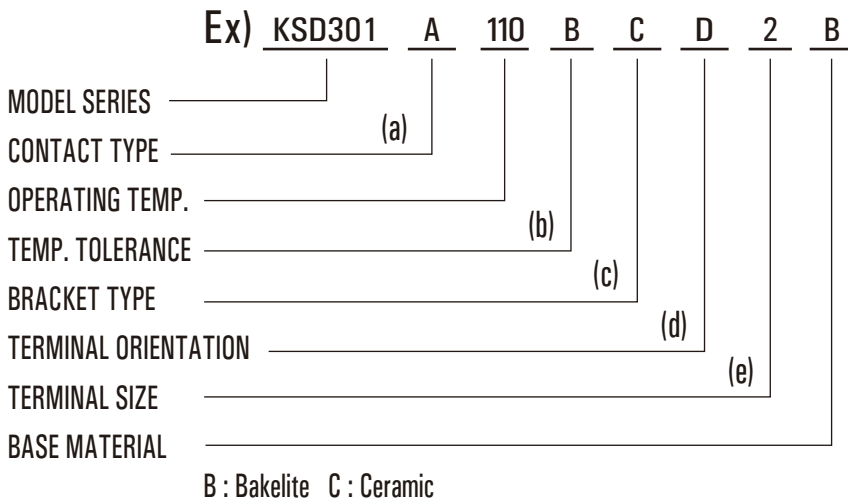 Ex) KSD301 A 110 B C D 2 B
MODEL SERIES
(a)
CONTACT TYPE
OPERATING TEMP.
(b)
TEMP. TOLERANCE
(c)
BRACKET TYPE
(d)
TERMINAL ORIENTATION
(e)
TERMINAL SIZE
BASE MATERIAL
B : Bakelite C : Ceramic